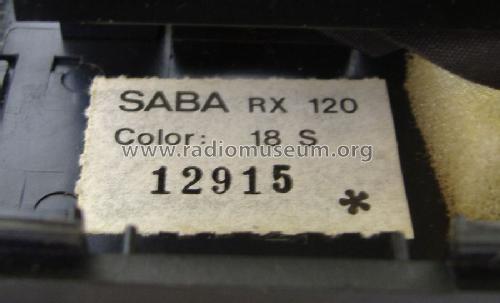 SABA RX 120
Color: 18 S
www.radiomuseum.org
12915 *